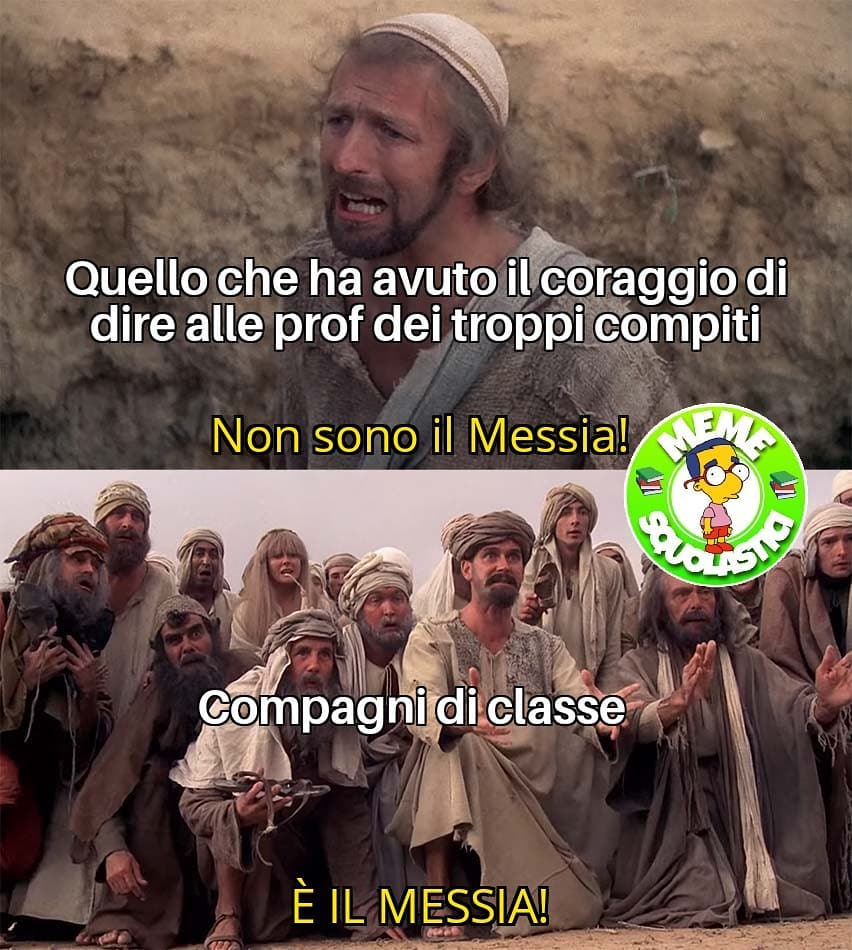 Quello che ha avuto il coraggio di
dire alle prof dei troppi compiti
Non sono il Messia!
MEME
SQUOLASTICI
Compagni di classe
È IL MESSIA!